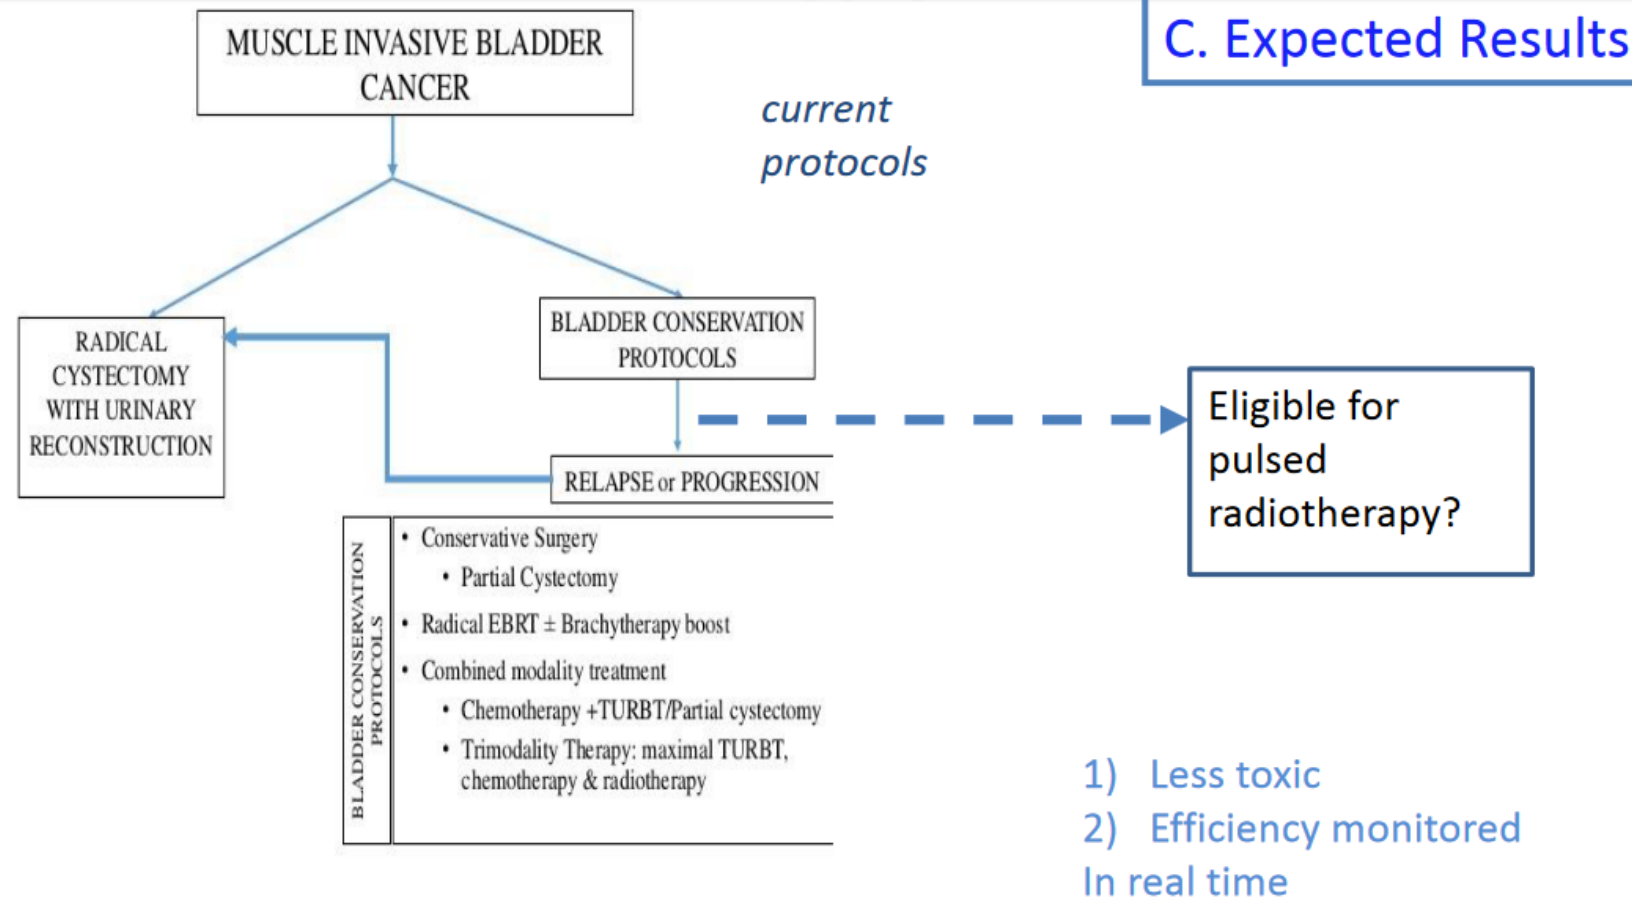 C. Expected Results
MUSCLE INVASIVE BLADDER
CANCER
current
protocols
RADICAL
CYSTECTOMY
WITH URINARY
RECONSTRUCTION
BLADDER CONSERVATION
PROTOCOLS
Eligible for
pulsed
radiotherapy?
RELAPSE or PROGRESSION
BLADDER CONSERVATION
PROTOCOLS
• Conservative Surgery
• Partial Cystectomy
• Radical EBRT ± Brachytherapy boost
• Combined modality treatment
• Chemotherapy +TURBT/Partial cystectomy
• Trimodality Therapy: maximal TURBT,
chemotherapy & radiotherapy
1) Less toxic
2) Efficiency monitored
In real time